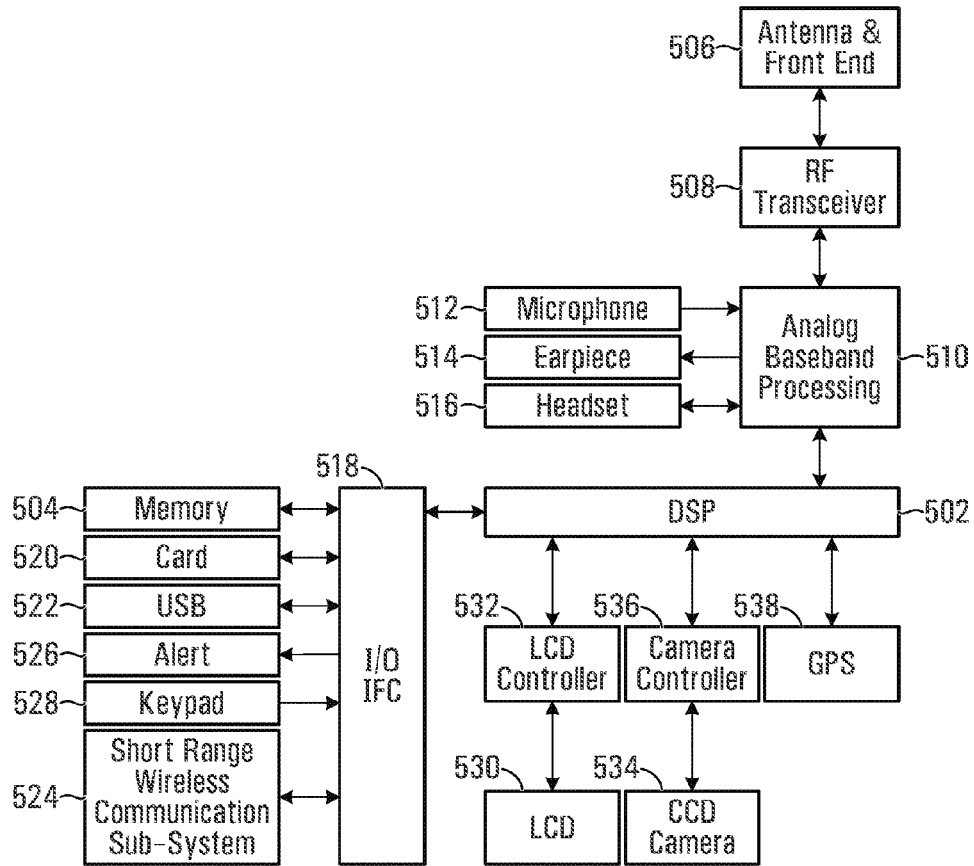 506
Antenna &
Front End
508
RF
Transceiver
512
Microphone
514
Earpiece
516
Headset
Analog
Baseband
Processing
510
518
504
Memory
520
Card
522
USB
526
Alert
528
Keypad
524
Short Range
Wireless
Communication
Sub-System
I/O
IFC
DSP
502
532
LCD
Controller
536
Camera
Controller
538
GPS
530
LCD
534
CCD
Camera